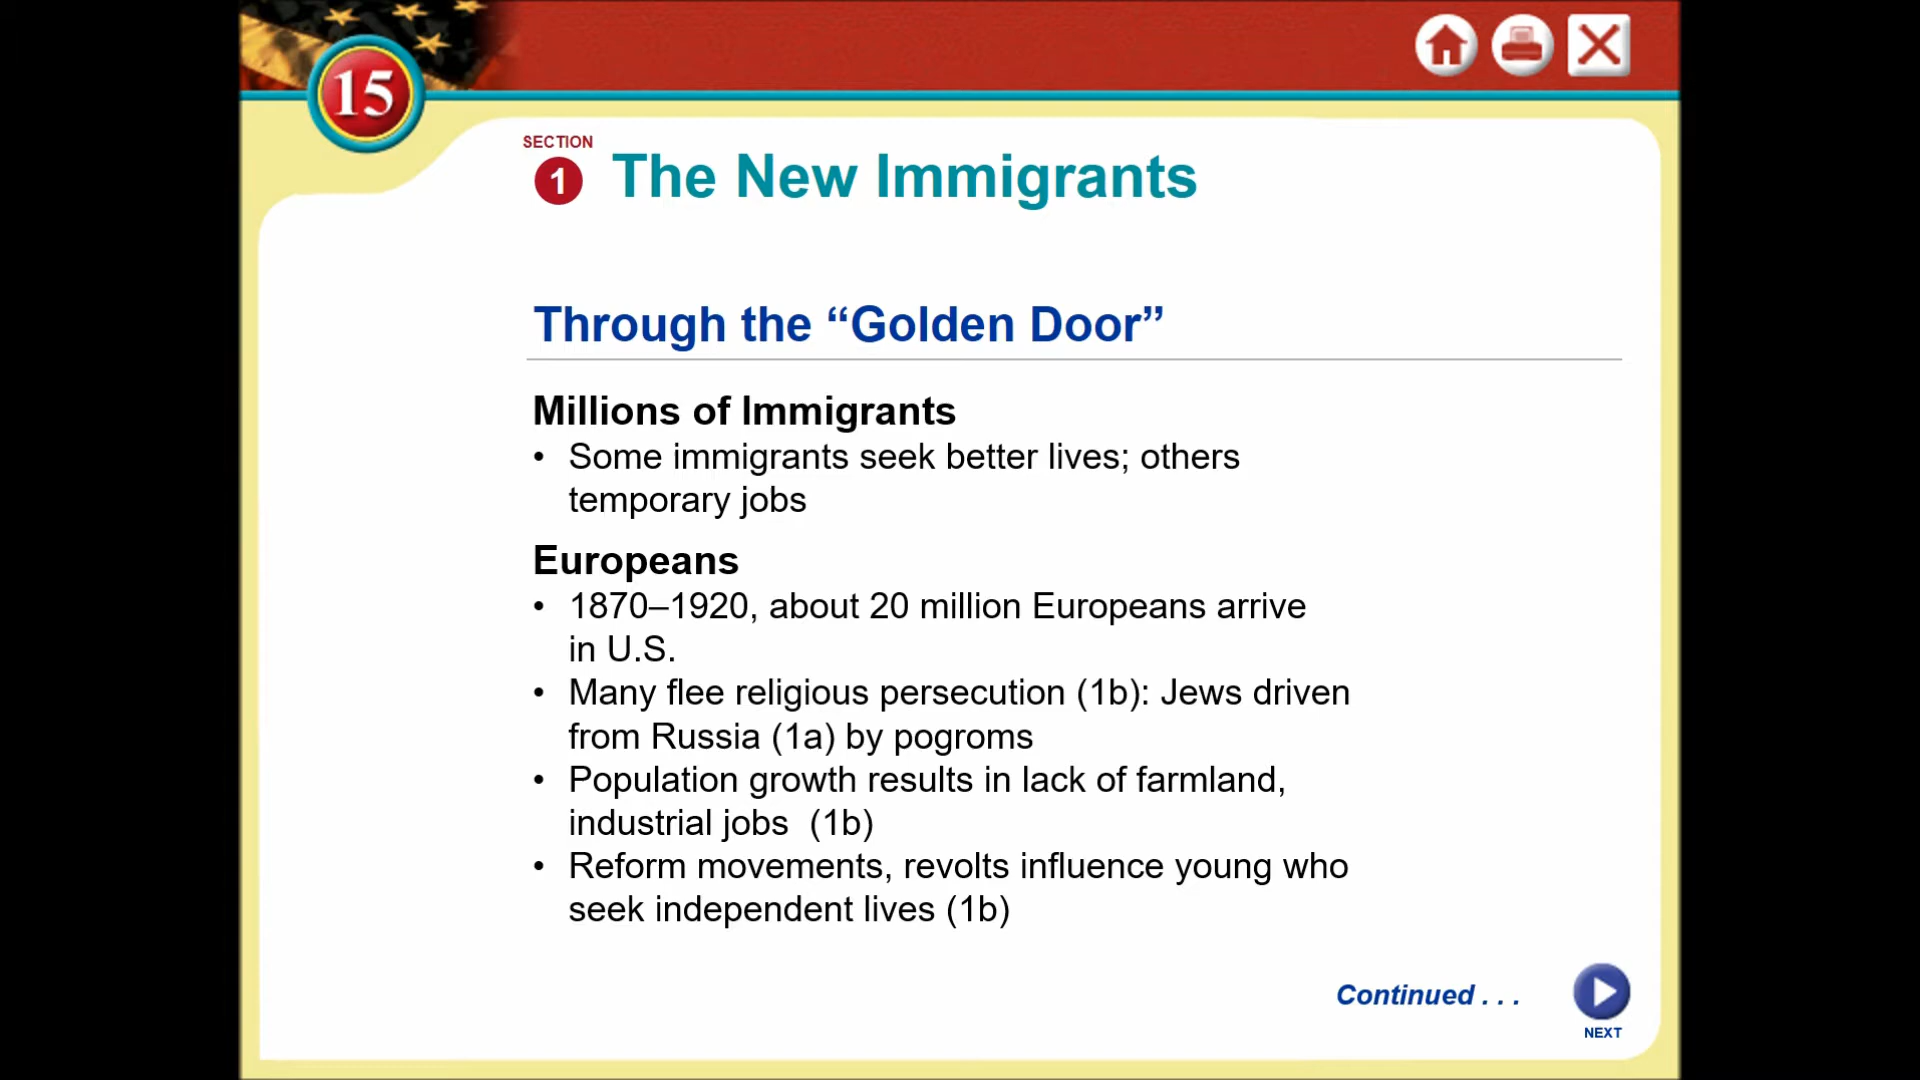 15
SECTION
1 The New Immigrants
Through the “Golden Door”
Millions of Immigrants
• Some immigrants seek better lives; others
temporary jobs
Europeans
• 1870–1920, about 20 million Europeans arrive
in U.S.
• Many flee religious persecution (1b): Jews driven
from Russia (1a) by pogroms
• Population growth results in lack of farmland,
industrial jobs  (1b)
• Reform movements, revolts influence young who
seek independent lives (1b)
Continued . . .
NEXT